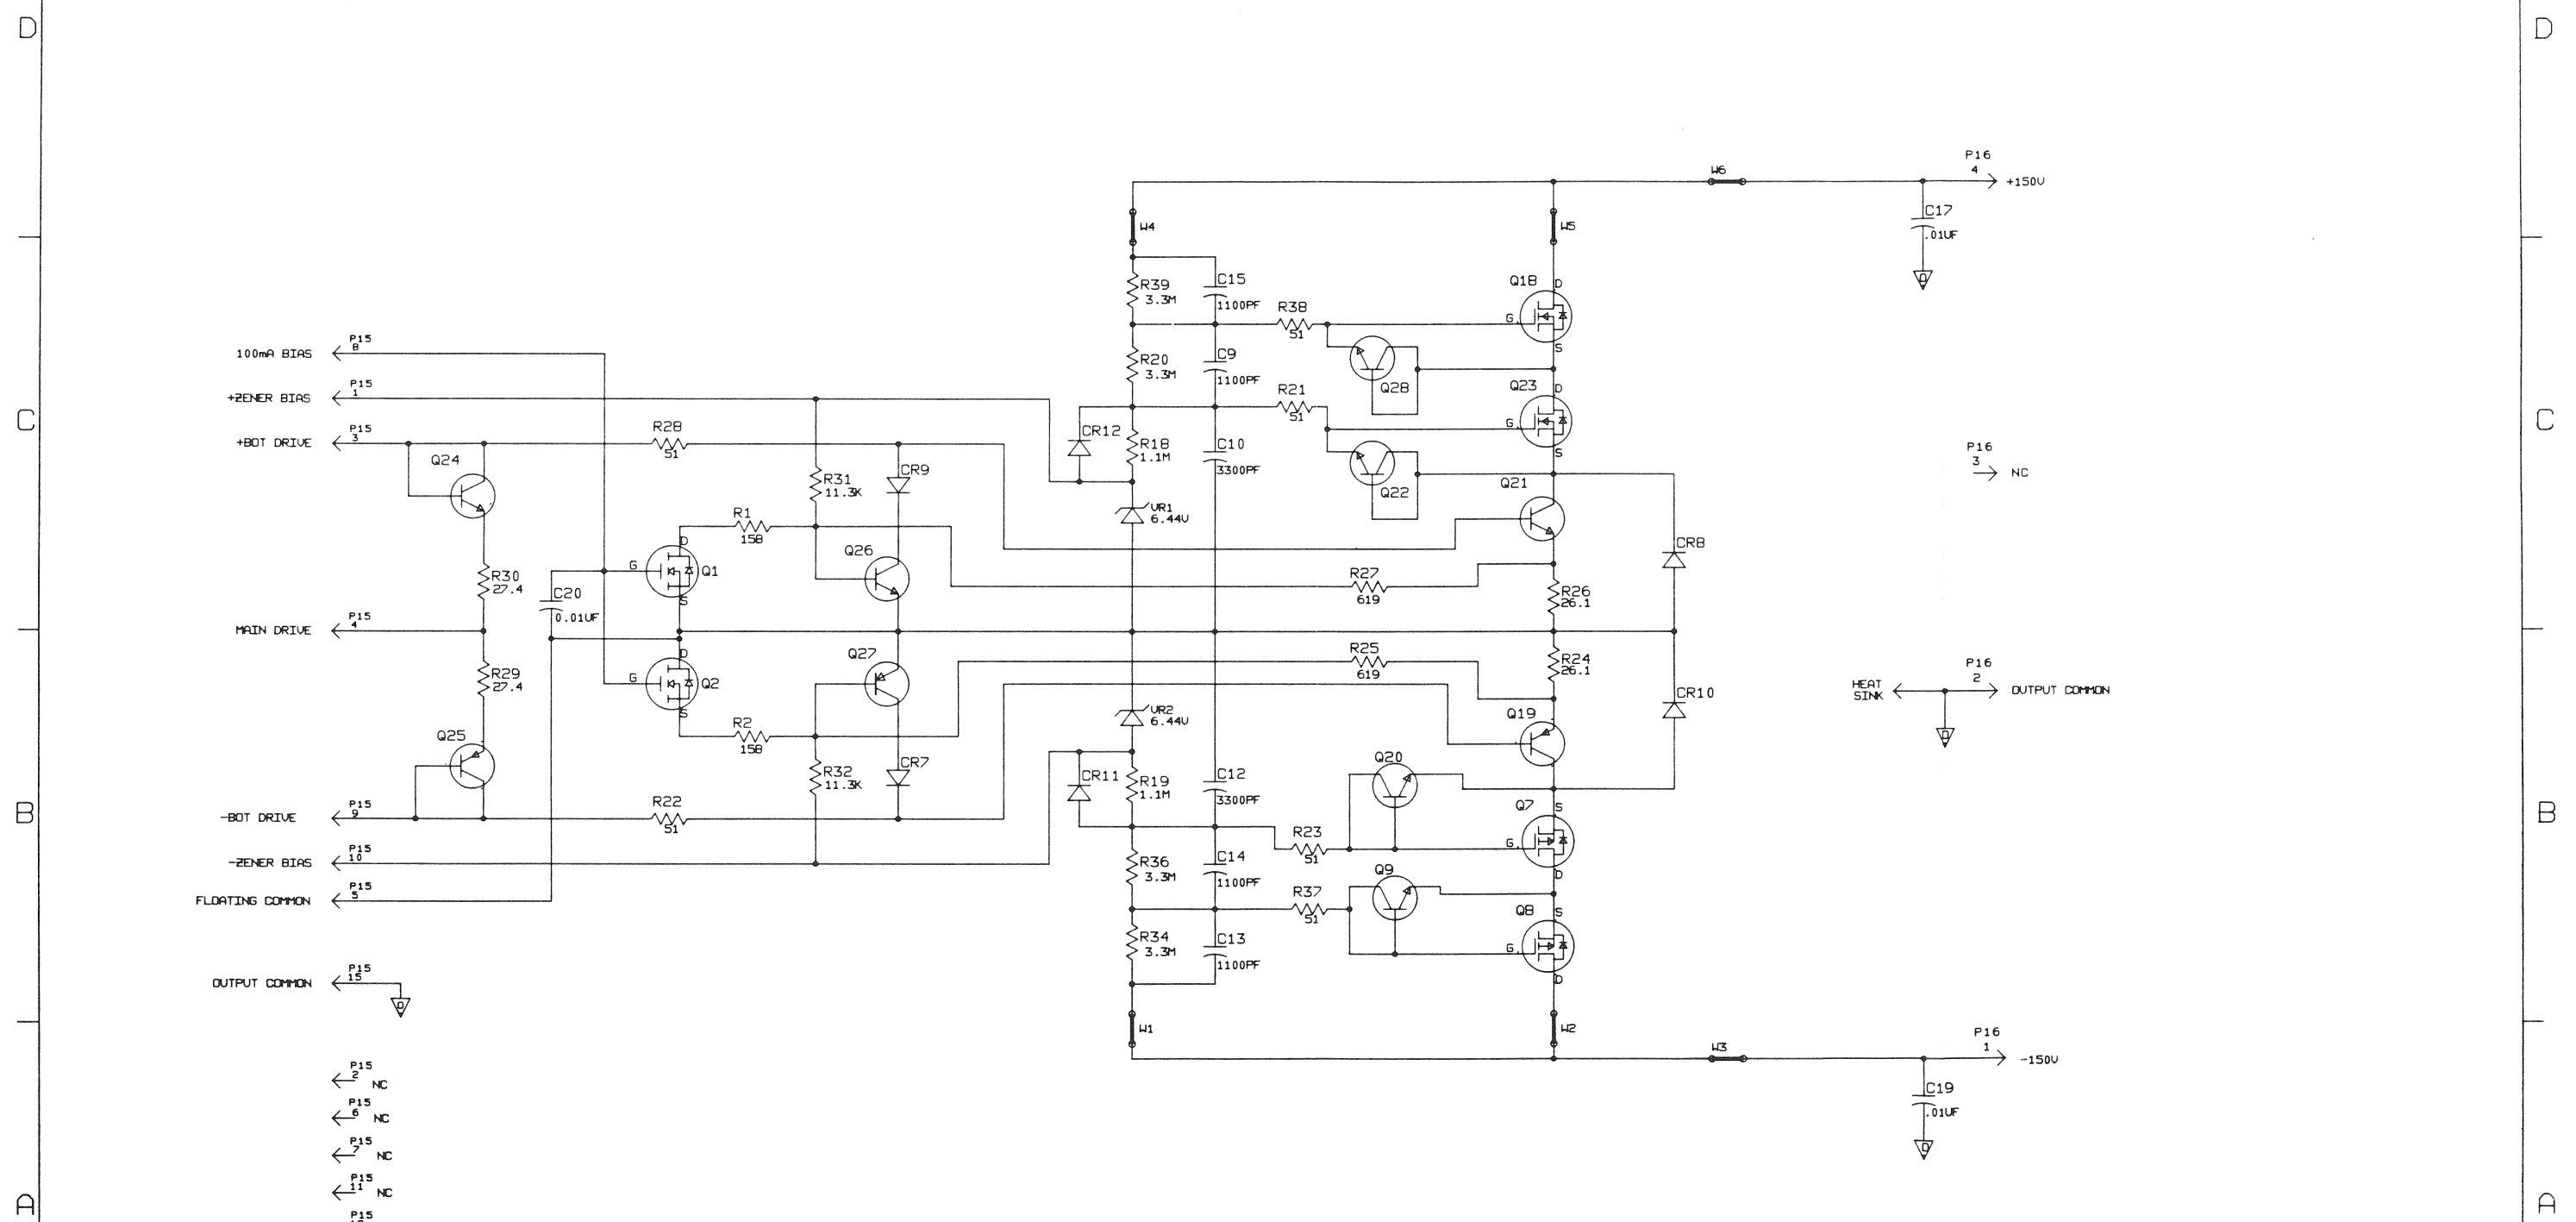 D
D
P16
4
+150V
W6
C17
.01UF
W4
W5
R39
3.3M
C15
1100PF
Q18
D
G
S
R38
51
P15
8
100mA BIAS
R20
3.3M
C9
1100PF
Q28
Q23
D
G
S
P15
1
+ZENER BIAS
R21
51
C
C
P15
3
+BOT DRIVE
R28
51
CR12
R18
1.1M
C10
3300PF
P16
3
NC
Q24
CR9
R31
11.3K
Q22
Q21
R1
158
VR1
6.44V
D
G
Q1
S
Q26
CR8
R30
27.4
C20
0.01UF
R27
619
R26
26.1
P15
4
MAIN DRIVE
D
G
Q2
S
Q27
R25
619
R24
26.1
R29
27.4
P16
2
HEAT
SINK
OUTPUT COMMON
CR10
VR2
6.44V
Q19
R2
158
Q25
Q20
CR7
R32
11.3K
CR11
R19
1.1M
C12
3300PF
Q7
S
G
D
B
B
P15
9
-BOT DRIVE
R22
51
R23
51
P15
10
-ZENER BIAS
R36
3.3M
C14
1100PF
Q9
P15
5
FLOATING COMMON
R37
51
Q8
S
G
D
R34
3.3M
C13
1100PF
P15
15
OUTPUT COMMON
W1
W2
W3
P16
1
-150V
C19
.01UF
P15
2
NC
P15
6
NC
P15
7
NC
P15
11
NC
A
A
P15